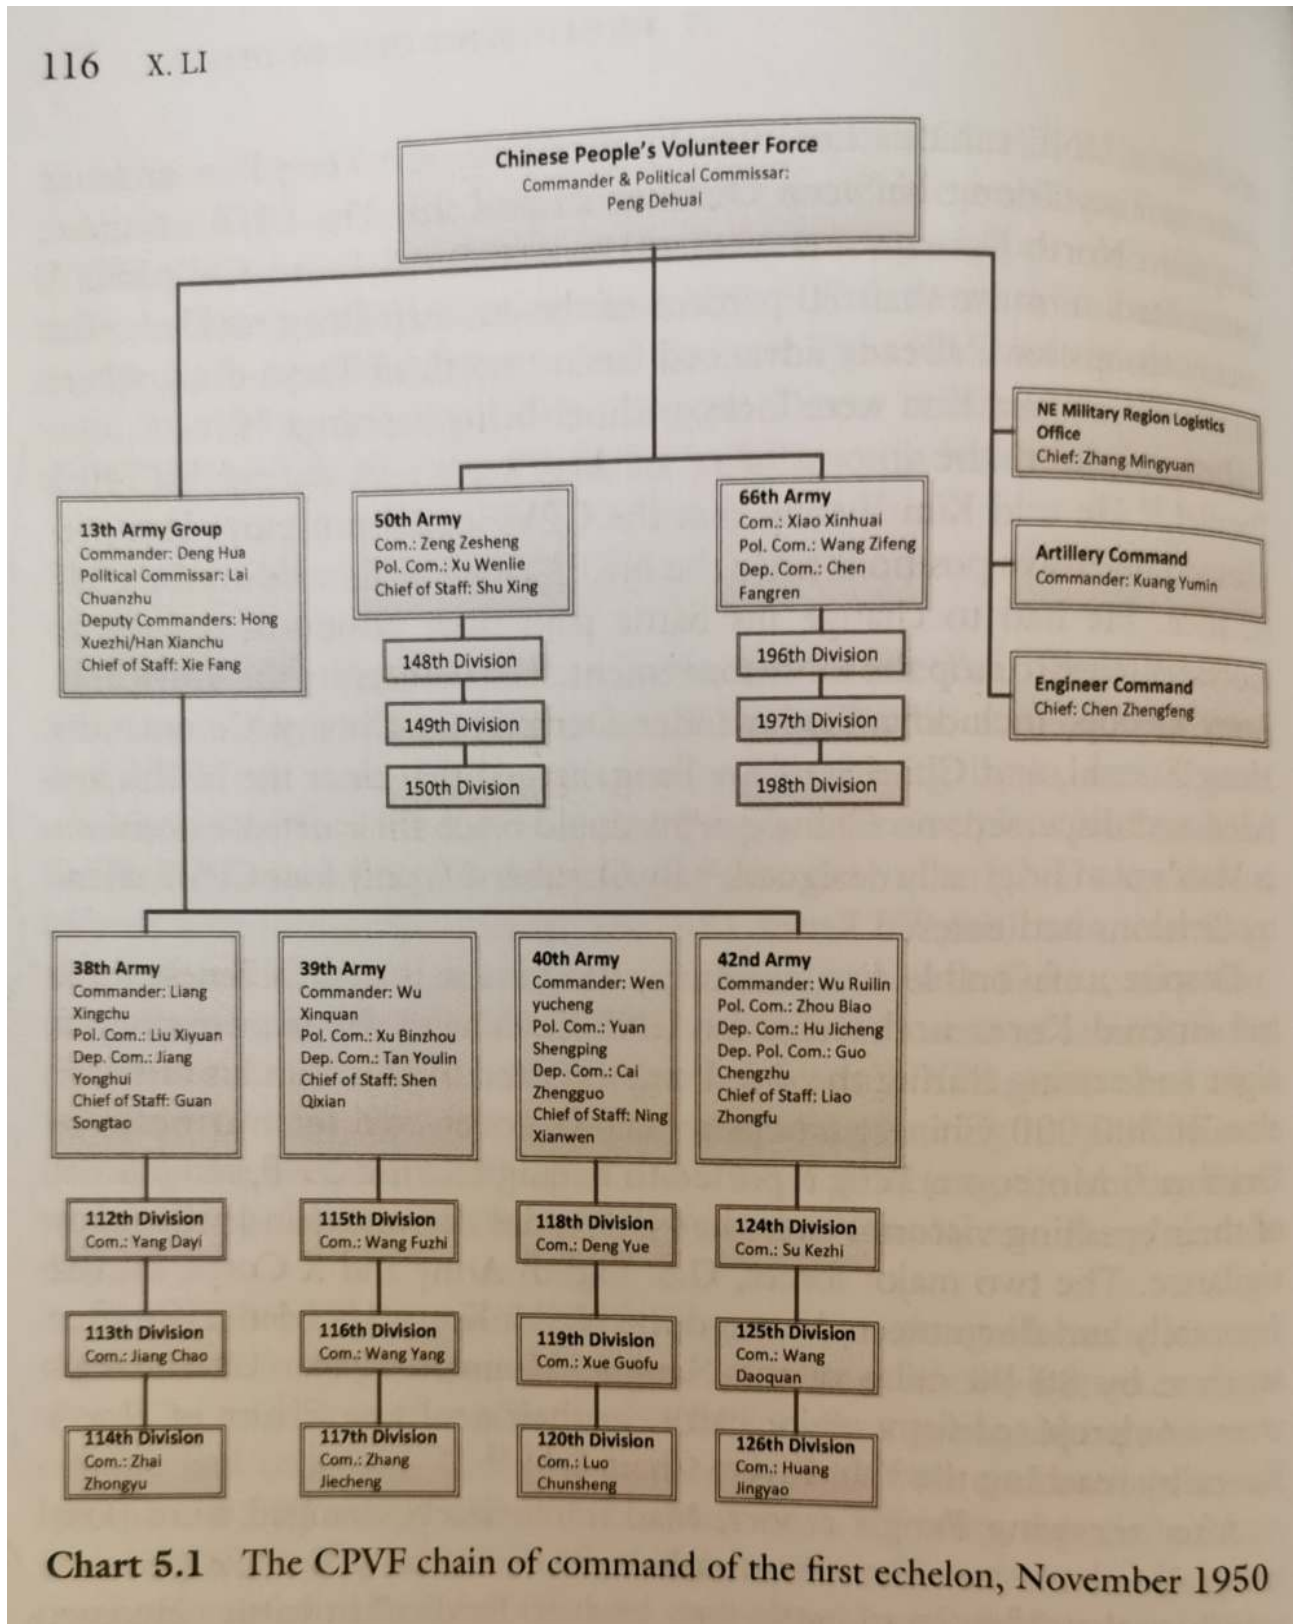 116 X. LI
Chinese People's Volunteer Force
Commander & Political Commissar:
Peng Dehuai
NE Military Region Logistics
Office
Chief: Zhang Mingyuan
Artillery Command
Commander: Kuang Yumin
Engineer Command
Chief: Chen Zhengfeng
13th Army Group
Commander: Deng Hua
Political Commissar: Lai
Chuanzhu
Deputy Commanders: Hong
Xuezhi/Han Xianchu
Chief of Staff: Xie Fang
50th Army
Com.: Zeng Zesheng
Pol. Com.: Xu Wenlie
Chief of Staff: Shu Xing
148th Division
149th Division
150th Division
66th Army
Com.: Xiao Xinhuai
Pol. Com.: Wang Zifeng
Dep. Com.: Chen
Fangren
196th Division
197th Division
198th Division
38th Army
Commander: Liang
Xingchu
Pol. Com.: Liu Xiyuan
Dep. Com.: Jiang
Yonghui
Chief of Staff: Guan
Songtao
112th Division
Com.: Yang Dayi
113th Division
Com.: Jiang Chao
114th Division
Com.: Zhai
Zhongyu
39th Army
Commander: Wu
Xinquan
Pol. Com.: Xu Binzhou
Dep. Com.: Tan Youlin
Chief of Staff: Shen
Qixian
115th Division
Com.: Wang Fuzhi
116th Division
Com.: Wang Yang
117th Division
Com.: Zhang
Jiecheng
40th Army
Commander: Wen
yucheng
Pol. Com.: Yuan
Shengping
Dep. Com.: Cai
Zhengguo
Chief of Staff: Ning
Xianwen
118th Division
Com.: Deng Yue
119th Division
Com.: Xue Guofu
120th Division
Com.: Luo
Chunsheng
42nd Army
Commander: Wu Ruilin
Pol. Com.: Zhou Biao
Dep. Com.: Hu Jicheng
Dep. Pol. Com.: Guo
Chengzhu
Chief of Staff: Liao
Zhongfu
124th Division
Com.: Su Kezhi
125th Division
Com.: Wang
Daoquan
126th Division
Com.: Huang
Jingyao
Chart 5.1 The CPVF chain of command of the first echelon, November 1950